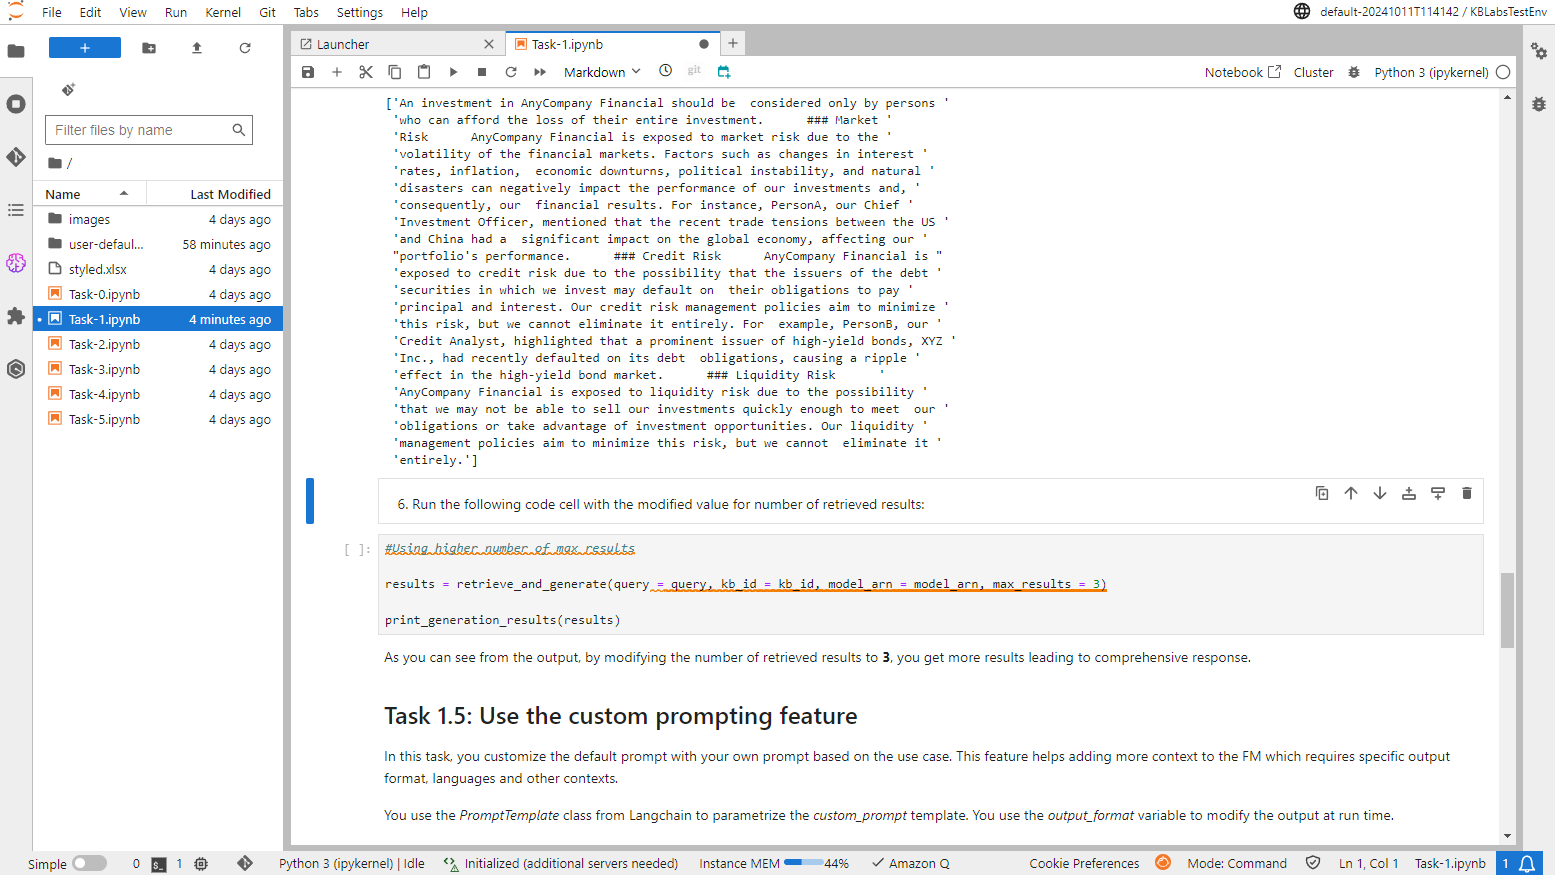 File Edit View Run Kernel Git Tabs Settings Help
default-20241011T114142 / KBLabsTestEnv
+
Filter files by name
/
Name Last Modified
images 4 days ago
user-defaul... 58 minutes ago
styled.xlsx 4 days ago
Task-0.ipynb 4 days ago
Task-1.ipynb 4 minutes ago
Task-2.ipynb 4 days ago
Task-3.ipynb 4 days ago
Task-4.ipynb 4 days ago
Task-5.ipynb 4 days ago
Launcher
Task-1.ipynb
Markdown
git
Notebook
Cluster
Python 3 (ipykernel)
['An investment in AnyCompany Financial should be  considered only by persons '
'who can afford the loss of their entire investment.      ### Market '
'Risk      AnyCompany Financial is exposed to market risk due to the '
'volatility of the financial markets. Factors such as changes in interest '
'rates, inflation,  economic downturns, political instability, and natural '
'disasters can negatively impact the performance of our investments and, '
'consequently, our  financial results. For instance, PersonA, our Chief '
'Investment Officer, mentioned that the recent trade tensions between the US '
'and China had a  significant impact on the global economy, affecting our '
"portfolio's performance.      ### Credit Risk      AnyCompany Financial is "
'exposed to credit risk due to the possibility that the issuers of the debt '
'securities in which we invest may default on  their obligations to pay '
'principal and interest. Our credit risk management policies aim to minimize '
'this risk, but we cannot eliminate it entirely. For  example, PersonB, our '
'Credit Analyst, highlighted that a prominent issuer of high-yield bonds, XYZ '
'Inc., had recently defaulted on its debt  obligations, causing a ripple '
'effect in the high-yield bond market.      ### Liquidity Risk      '
'AnyCompany Financial is exposed to liquidity risk due to the possibility '
'that we may not be able to sell our investments quickly enough to meet  our '
'obligations or take advantage of investment opportunities. Our liquidity '
'management policies aim to minimize this risk, but we cannot  eliminate it '
'entirely.']
6. Run the following code cell with the modified value for number of retrieved results:
[ ]:
#Using higher number of max results
results = retrieve_and_generate(query = query, kb_id = kb_id, model_arn = model_arn, max_results = 3)
print_generation_results(results)
As you can see from the output, by modifying the number of retrieved results to 3, you get more results leading to comprehensive response.
Task 1.5: Use the custom prompting feature
In this task, you customize the default prompt with your own prompt based on the use case. This feature helps adding more context to the FM which requires specific output
format, languages and other contexts.
You use the PromptTemplate class from Langchain to parametrize the custom_prompt template. You use the output_format variable to modify the output at run time.
Simple 0 $_ 1 Python 3 (ipykernel) | Idle Initialized (additional servers needed) Instance MEM 44% Amazon Q Cookie Preferences Mode: Command Ln 1, Col 1 Task-1.ipynb 1